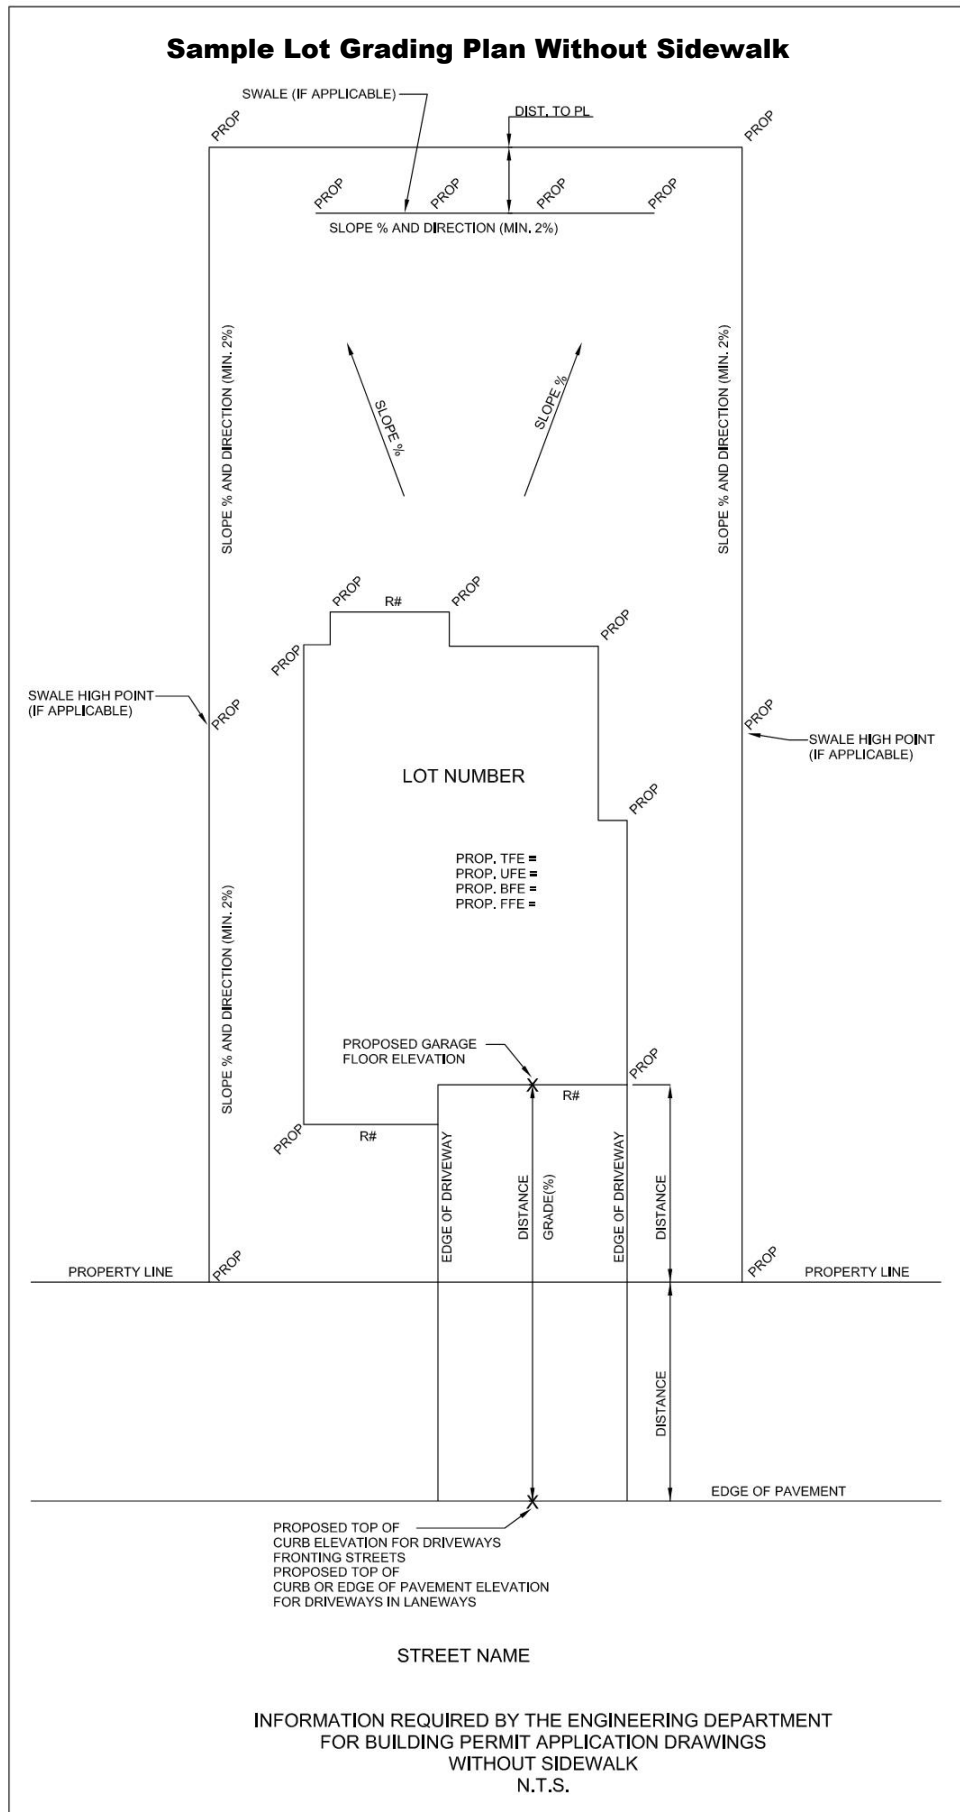 Sample Lot Grading Plan Without Sidewalk
SWALE (IF APPLICABLE)
DIST. TO PL
PROP
PROP
PROP
PROP
PROP
PROP
SLOPE % AND DIRECTION (MIN. 2%)
SLOPE % AND DIRECTION (MIN. 2%)
SLOPE % AND DIRECTION (MIN. 2%)
SLOPE %
SLOPE %
PROP
R#
PROP
PROP
PROP
SWALE HIGH POINT
(IF APPLICABLE)
PROP
PROP
SWALE HIGH POINT
(IF APPLICABLE)
LOT NUMBER
PROP
PROP. TFE =
PROP. UFE =
PROP. BFE =
PROP. FFE =
SLOPE % AND DIRECTION (MIN. 2%)
PROPOSED GARAGE
FLOOR ELEVATION
PROP
X
R#
PROP
R#
EDGE OF DRIVEWAY
DISTANCE
GRADE(%)
EDGE OF DRIVEWAY
DISTANCE
PROPERTY LINE
PROP
PROP
PROPERTY LINE
DISTANCE
EDGE OF PAVEMENT
X
PROPOSED TOP OF
CURB ELEVATION FOR DRIVEWAYS
FRONTING STREETS
PROPOSED TOP OF
CURB OR EDGE OF PAVEMENT ELEVATION
FOR DRIVEWAYS IN LANEWAYS
STREET NAME
INFORMATION REQUIRED BY THE ENGINEERING DEPARTMENT
FOR BUILDING PERMIT APPLICATION DRAWINGS
WITHOUT SIDEWALK
N.T.S.